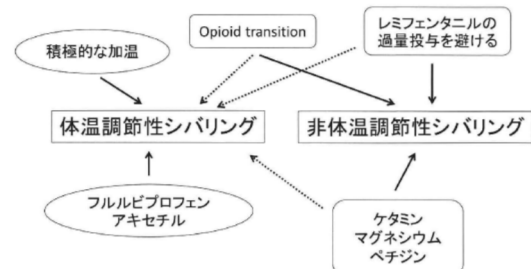 Opioid transition
レミフェンタニルの
過量投与を避ける
積極的な加温
体温調節性シバリング
非体温調節性シバリング
フルルビプロフェン
アキセチル
ケタミン
マグネシウム
ペチジン